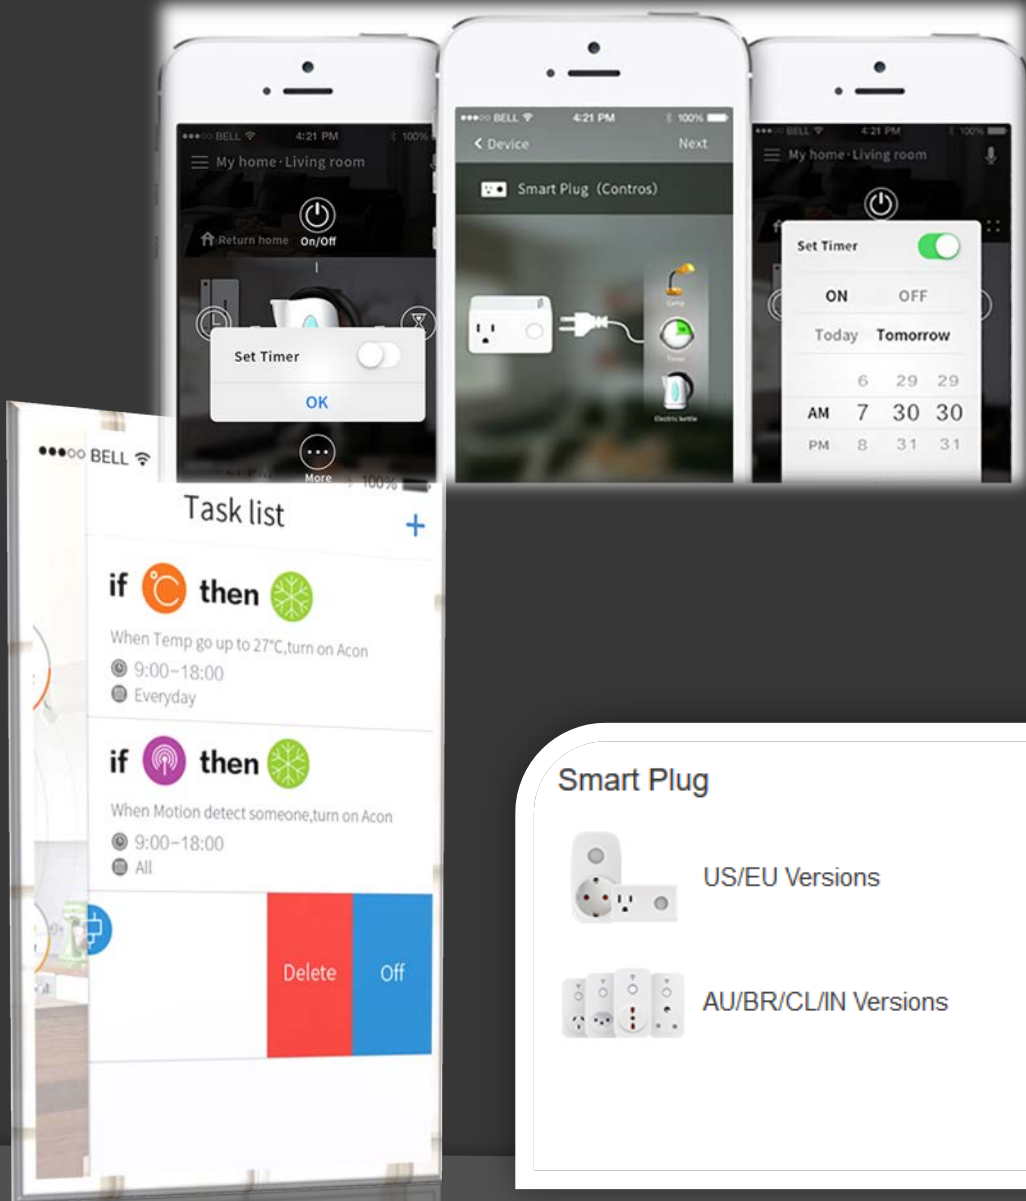 BELL 4:21 PM 100%
My home·Living room
Return home On/Off
Set Timer
OK
More
BELL 4:21 PM 100%
Device Next
Smart Plug (Contros)
Lamp
Timer
Electric Kettle
BELL 4:21 PM 100%
My home·Living room
Set Timer
ON OFF
Today Tomorrow
6 29 29
AM 7 30 30
PM 8 31 31
BELL 100%
Task list +
if °C then
When Temp go up to 27°C,turn on Acon
9:00-18:00
Everyday
if then
When Motion detect someone,turn on Acon
9:00-18:00
All
Delete Off
Smart Plug
US/EU Versions
AU/BR/CL/IN Versions